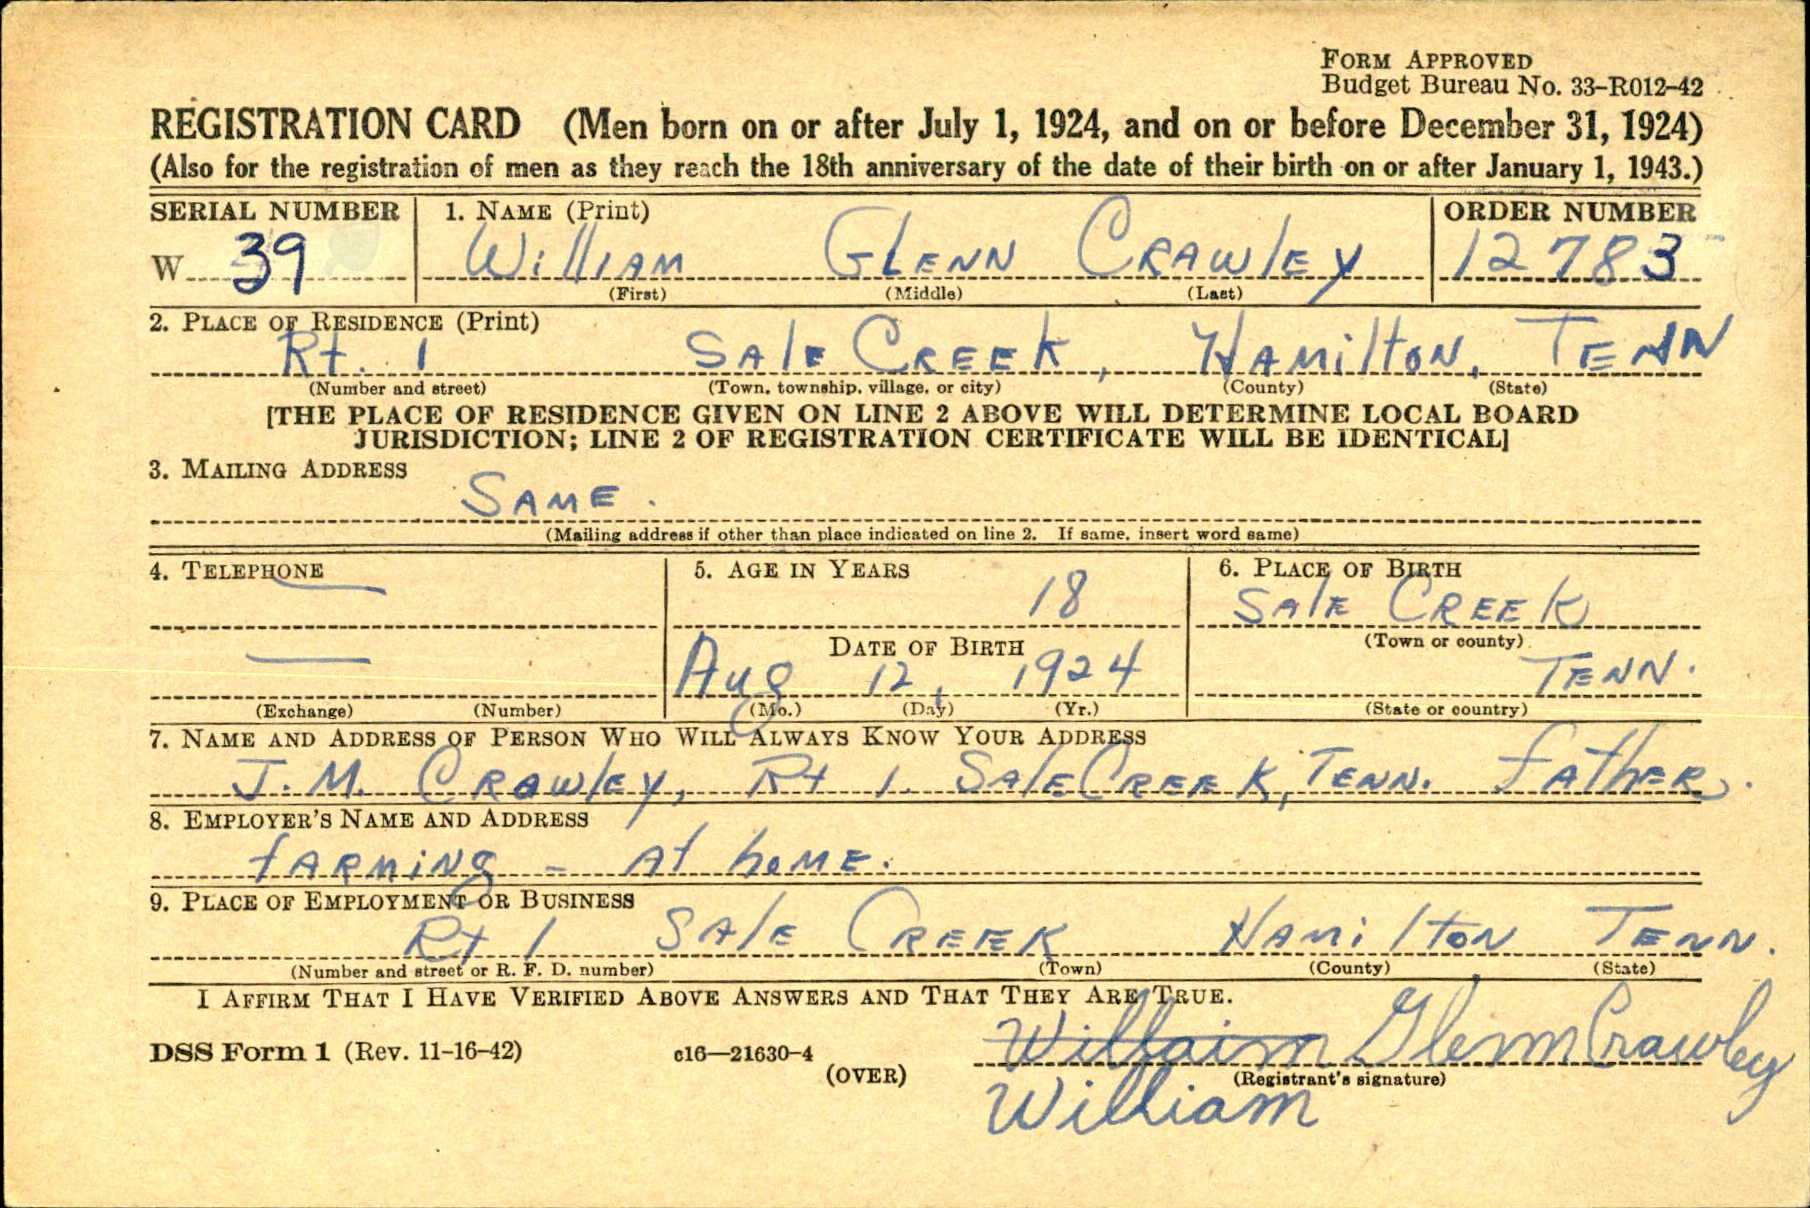 FORM APPROVED
Budget Bureau No. 33-R012-42
REGISTRATION CARD (Men born on or after July 1, 1924, and on or before December 31, 1924)
(Also for the registration of men as they reach the 18th anniversary of the date of their birth on or after January 1, 1943.)
SERIAL NUMBER 1. NAME (Print) ORDER NUMBER
W 39 William Glenn Crawley 12783
(First) (Middle) (Last)
2. PLACE OF RESIDENCE (Print)
Rt. 1 Sale Creek, Hamilton, Tenn
(Number and street) (Town, township, village, or city) (County) (State)
[THE PLACE OF RESIDENCE GIVEN ON LINE 2 ABOVE WILL DETERMINE LOCAL BOARD
JURISDICTION; LINE 2 OF REGISTRATION CERTIFICATE WILL BE IDENTICAL]
3. MAILING ADDRESS
Same.
(Mailing address if other than place indicated on line 2. If same, insert word same)
4. TELEPHONE 5. AGE IN YEARS 6. PLACE OF BIRTH
— 18 Sale Creek
DATE OF BIRTH (Town or county)
— Aug 12, 1924 Tenn.
(Exchange) (Number) (Mo.) (Day) (Yr.) (State or country)
7. NAME AND ADDRESS OF PERSON WHO WILL ALWAYS KNOW YOUR ADDRESS
J. M. Crawley, Rt 1. Sale Creek, Tenn. Father.
8. EMPLOYER'S NAME AND ADDRESS
farming - At home.
9. PLACE OF EMPLOYMENT OR BUSINESS
Rt 1 Sale Creek Hamilton Tenn.
(Number and street or R. F. D. number) (Town) (County) (State)
I AFFIRM THAT I HAVE VERIFIED ABOVE ANSWERS AND THAT THEY ARE TRUE.
DSS Form 1 (Rev. 11-16-42) c16—21630-4 Williaim Glenn Crawley
(OVER) (Registrant's signature)
William